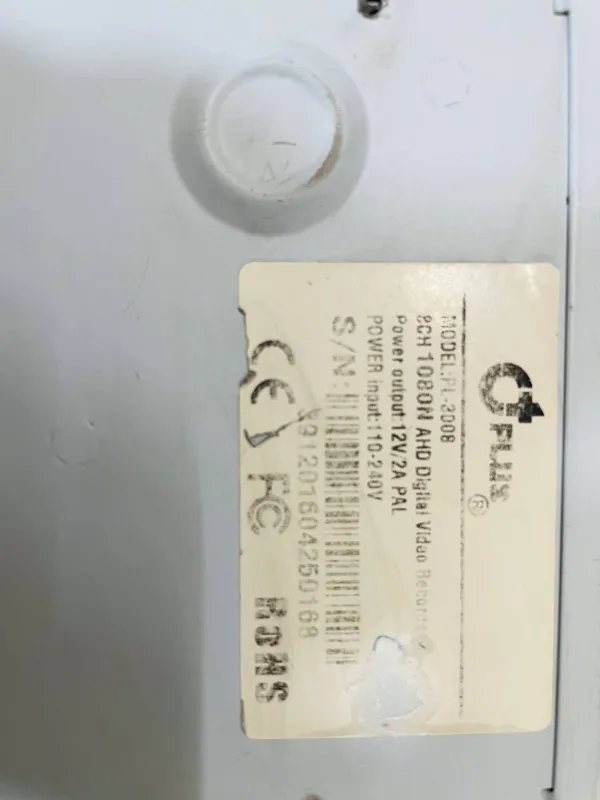 C+ PLUS ®
MODEL:PL-3008
8CH 1080N AHD Digital Video Recorder
Power output:12V/2A PAL
POWER input:110-240V
S/N:
CE FC RoHS